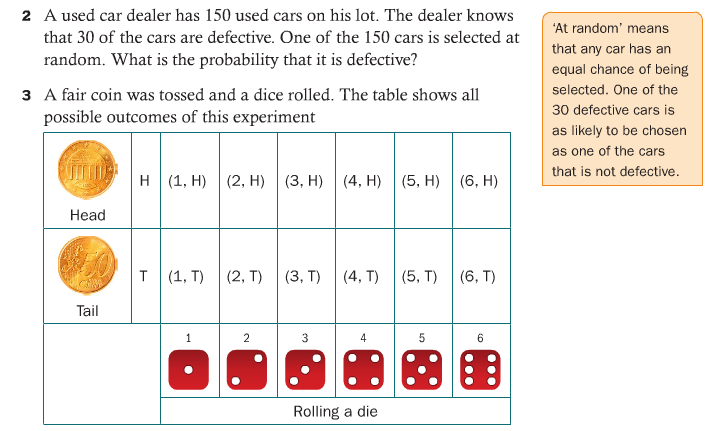 2 A used car dealer has 150 used cars on his lot. The dealer knows
that 30 of the cars are defective. One of the 150 cars is selected at
random. What is the probability that it is defective?
3 A fair coin was tossed and a dice rolled. The table shows all
possible outcomes of this experiment
H (1, H) (2, H) (3, H) (4, H) (5, H) (6, H)
Head
T (1, T) (2, T) (3, T) (4, T) (5, T) (6, T)
Tail
1 2 3 4 5 6
Rolling a die
‘At random’ means
that any car has an
equal chance of being
selected. One of the
30 defective cars is
as likely to be chosen
as one of the cars
that is not defective.